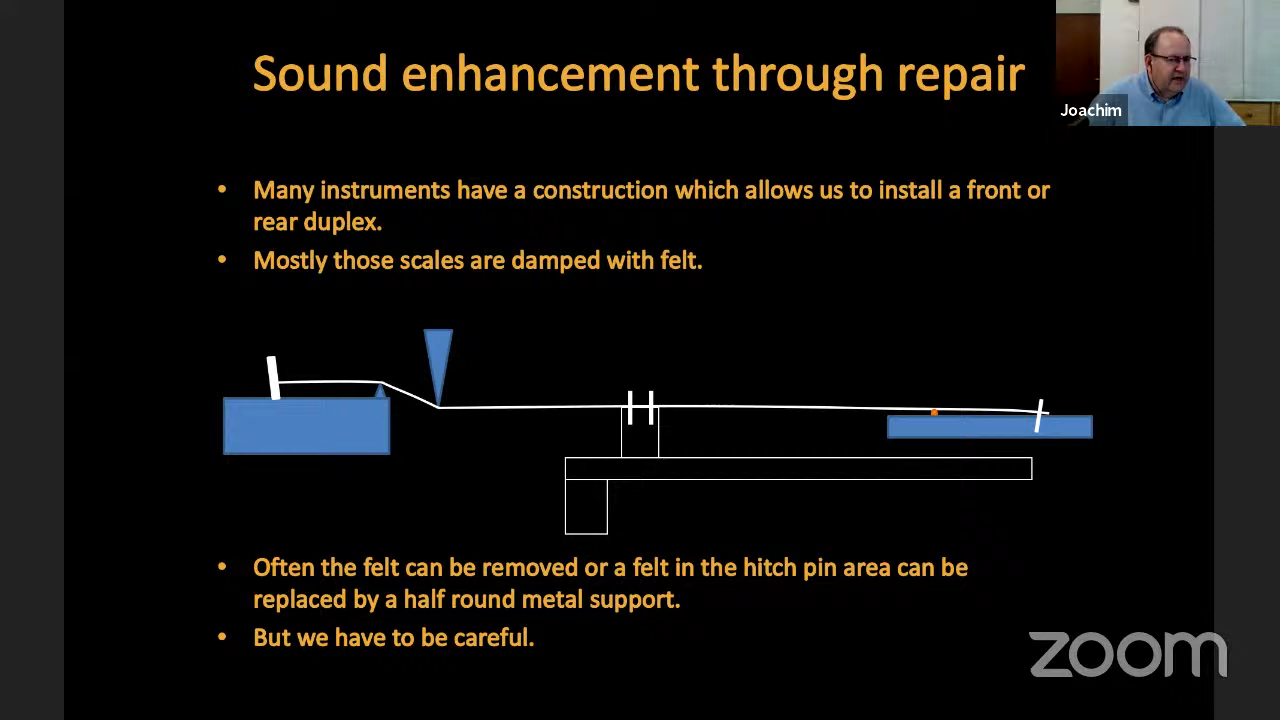 Sound enhancement through repair
Joachim
• Many instruments have a construction which allows us to install a front or
rear duplex.
• Mostly those scales are damped with felt.
• Often the felt can be removed or a felt in the hitch pin area can be
replaced by a half round metal support.
• But we have to be careful.
zoom